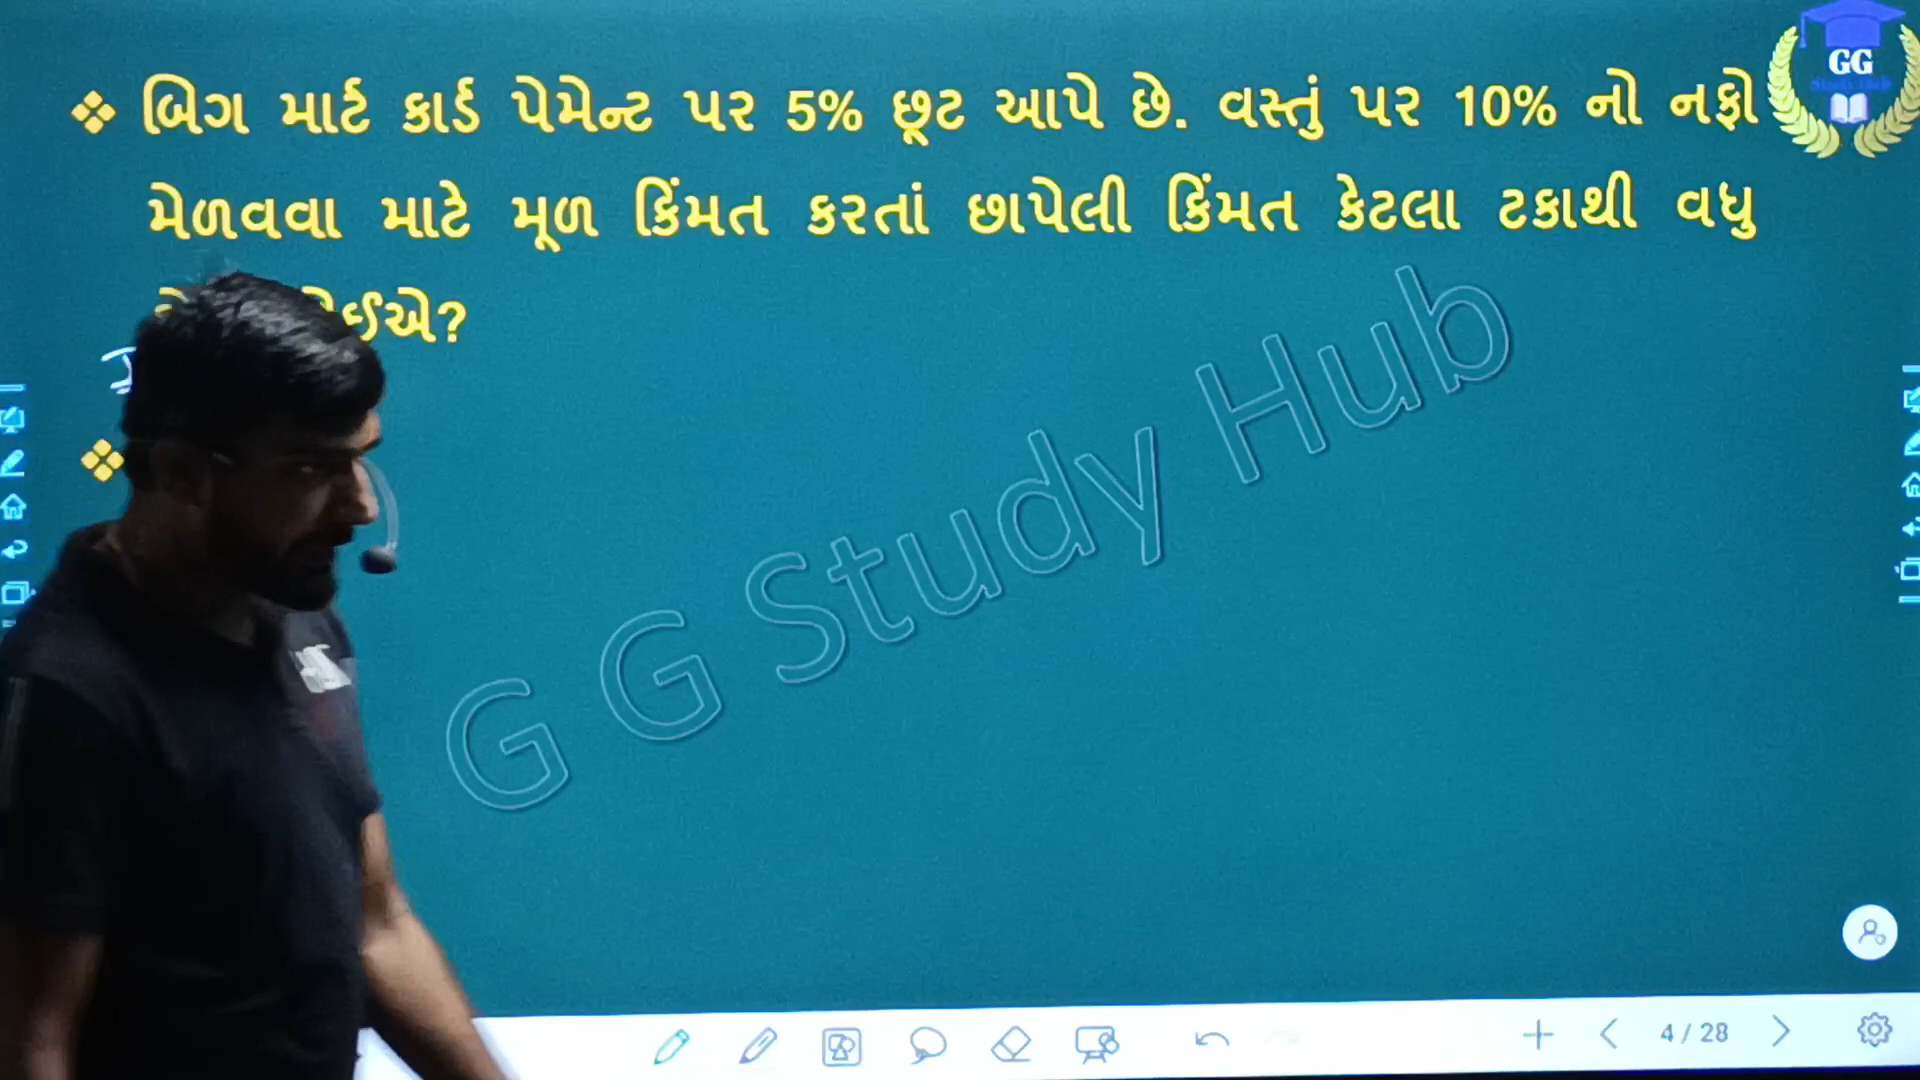 GG
❖ બિગ માર્ટ કાર્ડ પેમેન્ટ પર 5% છૂટ આપે છે. વસ્તું પર 10% નો નફો
મેળવવા માટે મૂળ કિંમત કરતાં છાપેલી કિંમત કેટલા ટકાથી વધુ
G G Study Hub
4 / 28